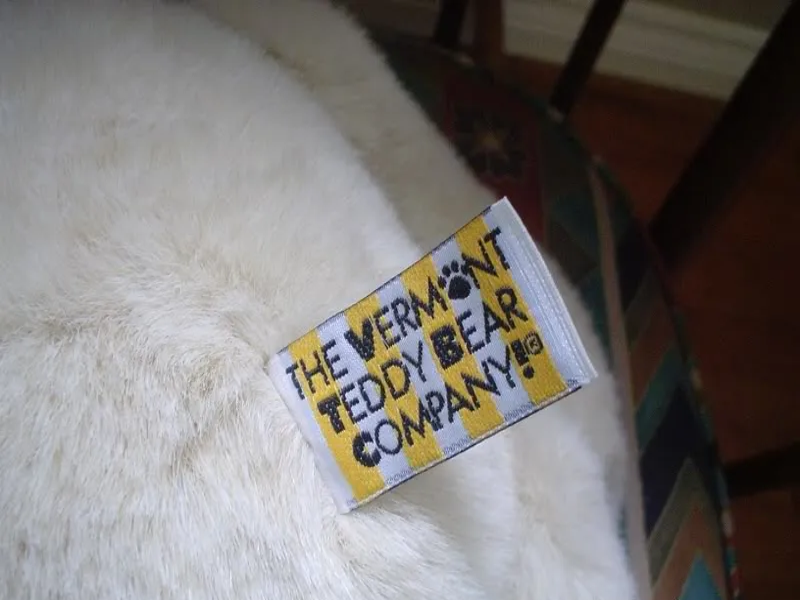 THE VERMONT
TEDDY BEAR
COMPANY!®